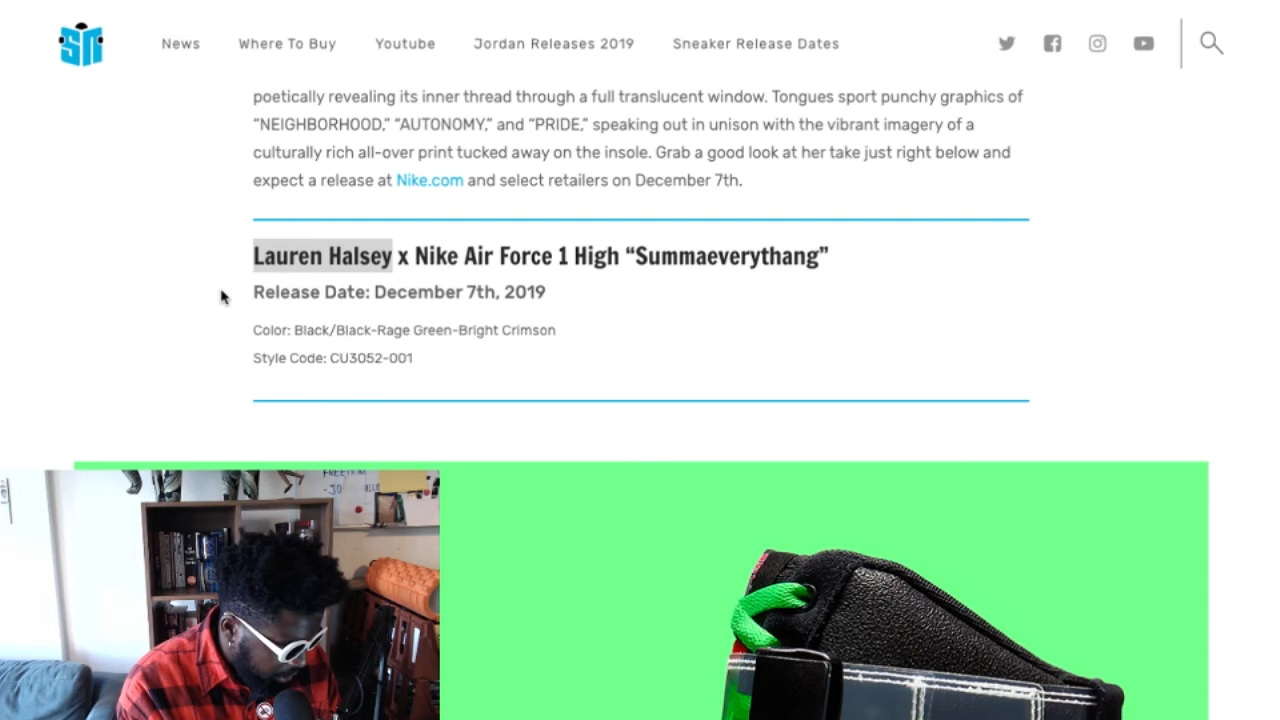 SN
News Where To Buy Youtube Jordan Releases 2019 Sneaker Release Dates
poetically revealing its inner thread through a full translucent window. Tongues sport punchy graphics of
“NEIGHBORHOOD,” “AUTONOMY,” and “PRIDE,” speaking out in unison with the vibrant imagery of a
culturally rich all-over print tucked away on the insole. Grab a good look at her take just right below and
expect a release at Nike.com and select retailers on December 7th.
Lauren Halsey x Nike Air Force 1 High “Summaeverythang”
Release Date: December 7th, 2019
Color: Black/Black-Rage Green-Bright Crimson
Style Code: CU3052-001
FREEDOM